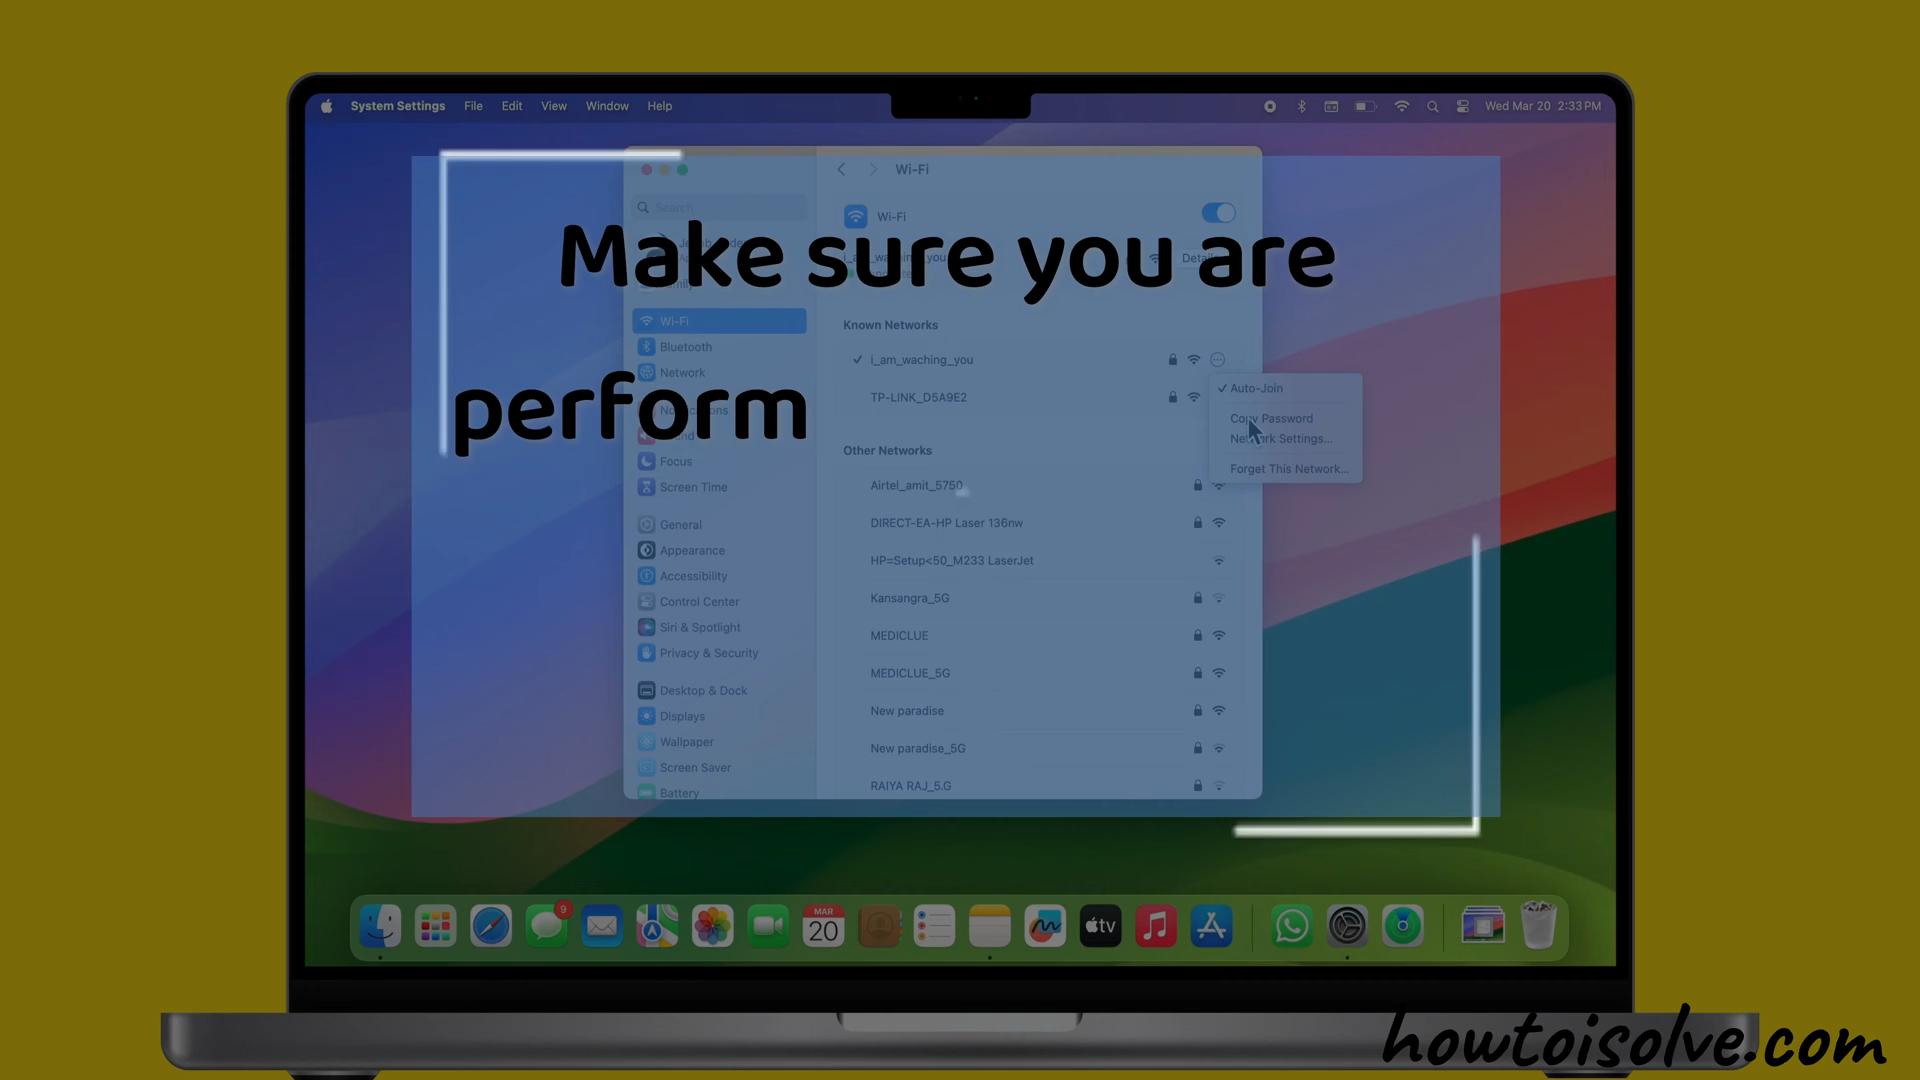 System Settings File Edit View Window Help
Wed Mar 20 2:33 PM
Wi-Fi
Search
Wi-Fi
Make sure you are
Known Networks
Wi-Fi
Bluetooth
i_am_waching_you
Network
Auto-Join
perform
TP-LINK_D5A9E2
Copy Password
Network Settings...
Other Networks
Focus
Forget This Network...
Screen Time
Airtel_amit_5750
General
DIRECT-EA-HP Laser 136nw
Appearance
HP=Setup<50_M233 LaserJet
Accessibility
Control Center
Kansangra_5G
Siri & Spotlight
MEDICLUE
Privacy & Security
MEDICLUE_5G
Desktop & Dock
New paradise
Displays
Wallpaper
New paradise_5G
Screen Saver
RAIYA RAJ_5.G
Battery
9
MAR
20
tv
howtoisolve.com